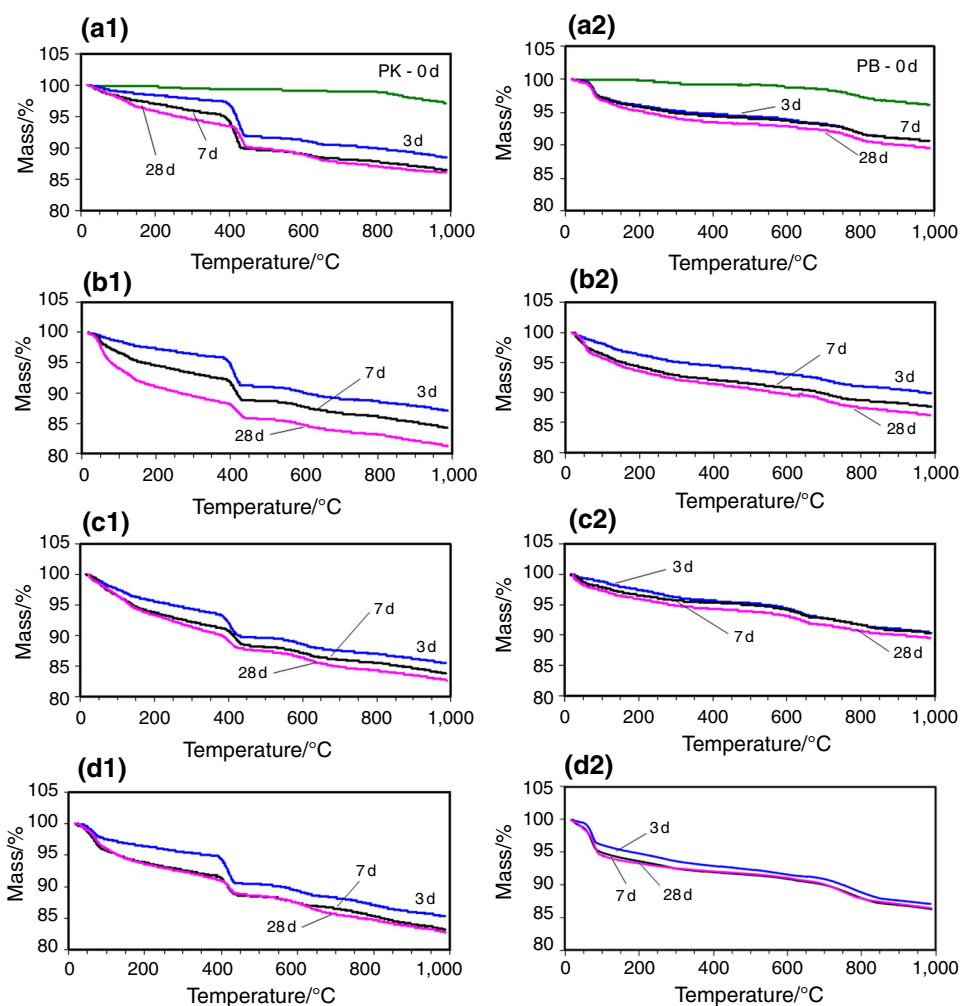 (a1)
105
100
95
90
85
80
Mass/%
PK - 0 d
3 d
7 d
28 d
0 200 400 600 800 1,000
Temperature/°C
(a2)
105
100
95
90
85
80
Mass/%
PB - 0 d
3 d
7 d
28 d
0 200 400 600 800 1,000
Temperature/°C
(b1)
105
100
95
90
85
80
Mass/%
7 d
3 d
28 d
0 200 400 600 800 1,000
Temperature/°C
(b2)
105
100
95
90
85
80
Mass/%
7 d
3 d
28 d
0 200 400 600 800 1,000
Temperature/°C
(c1)
105
100
95
90
85
80
Mass/%
7 d
3 d
28 d
0 200 400 600 800 1,000
Temperature/°C
(c2)
105
100
95
90
85
80
Mass/%
3 d
7 d
28 d
0 200 400 600 800 1,000
Temperature/°C
(d1)
105
100
95
90
85
80
Mass/%
7 d
3 d
28 d
0 200 400 600 800 1,000
Temperature/°C
(d2)
105
100
95
90
85
80
Mass/%
3 d
7 d
28 d
0 200 400 600 800 1,000
Temperature/°C